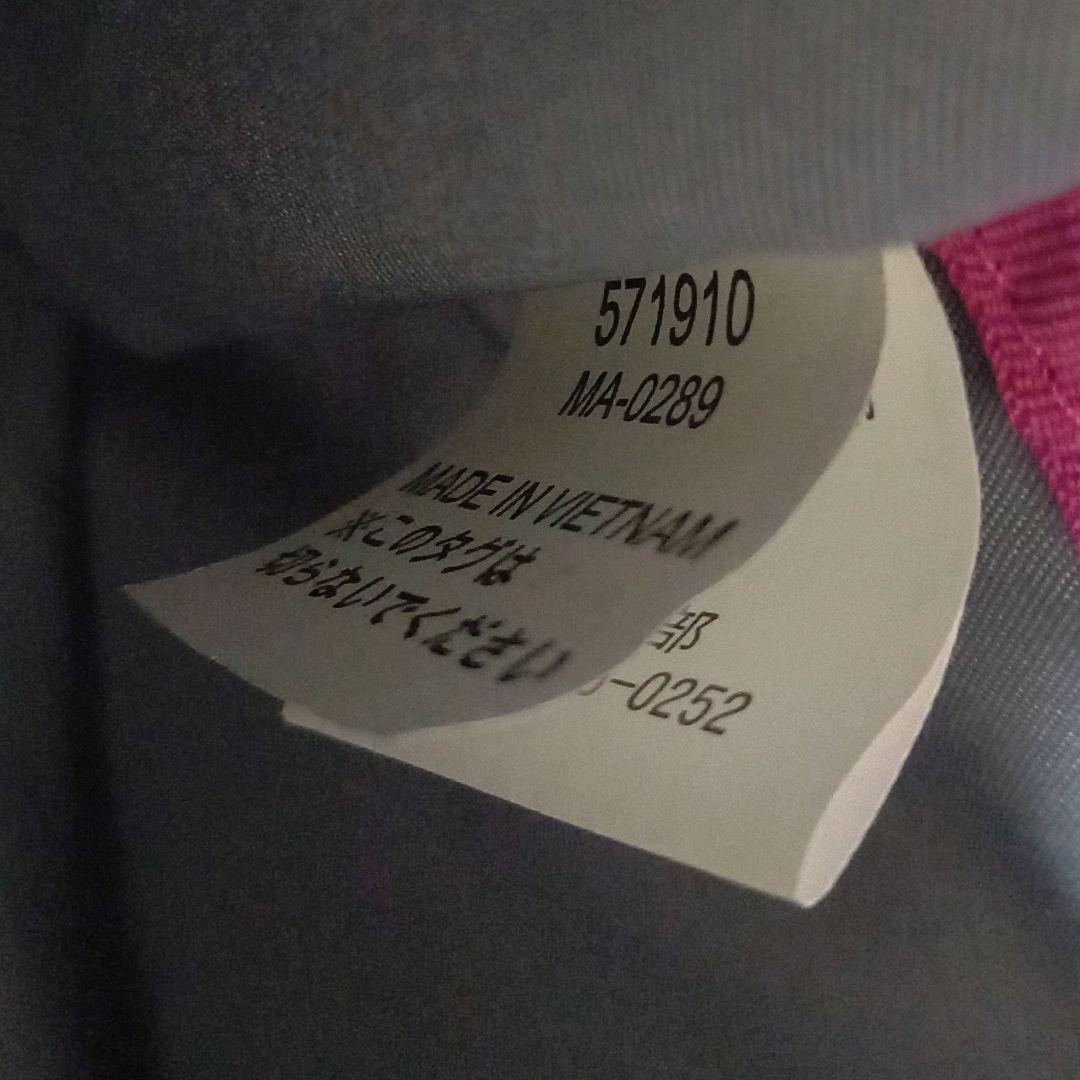 571910
MA-0289
MADE IN VIETNAM
※このタグは
切らないでください
部
-0252